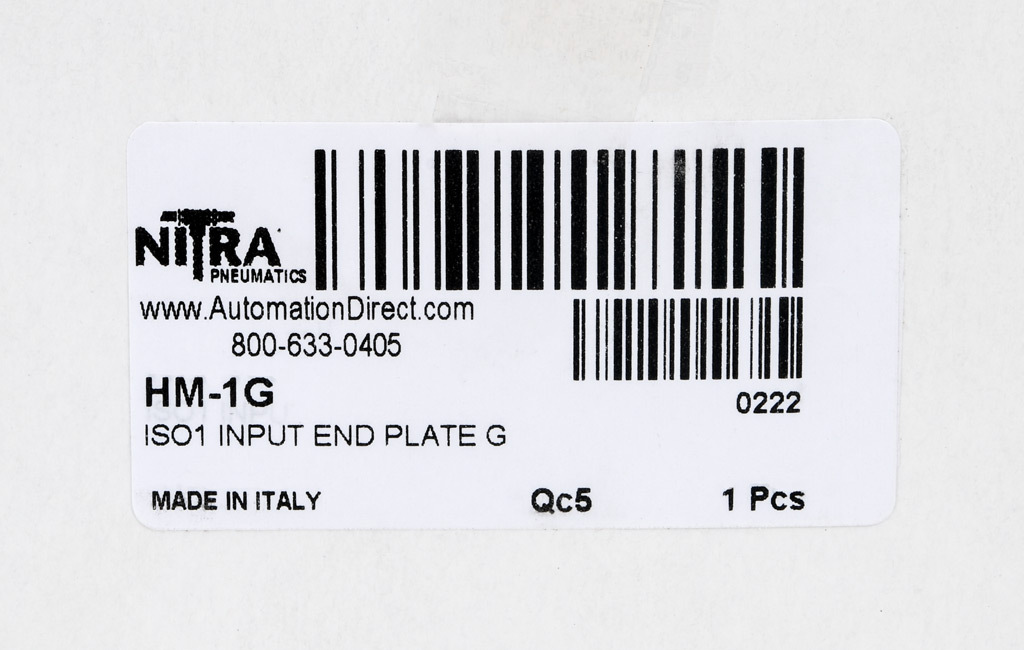 NITRA
PNEUMATICS
www.AutomationDirect.com
800-633-0405
HM-1G
0222
ISO1 INPUT END PLATE G
MADE IN ITALY Qc5 1 Pcs